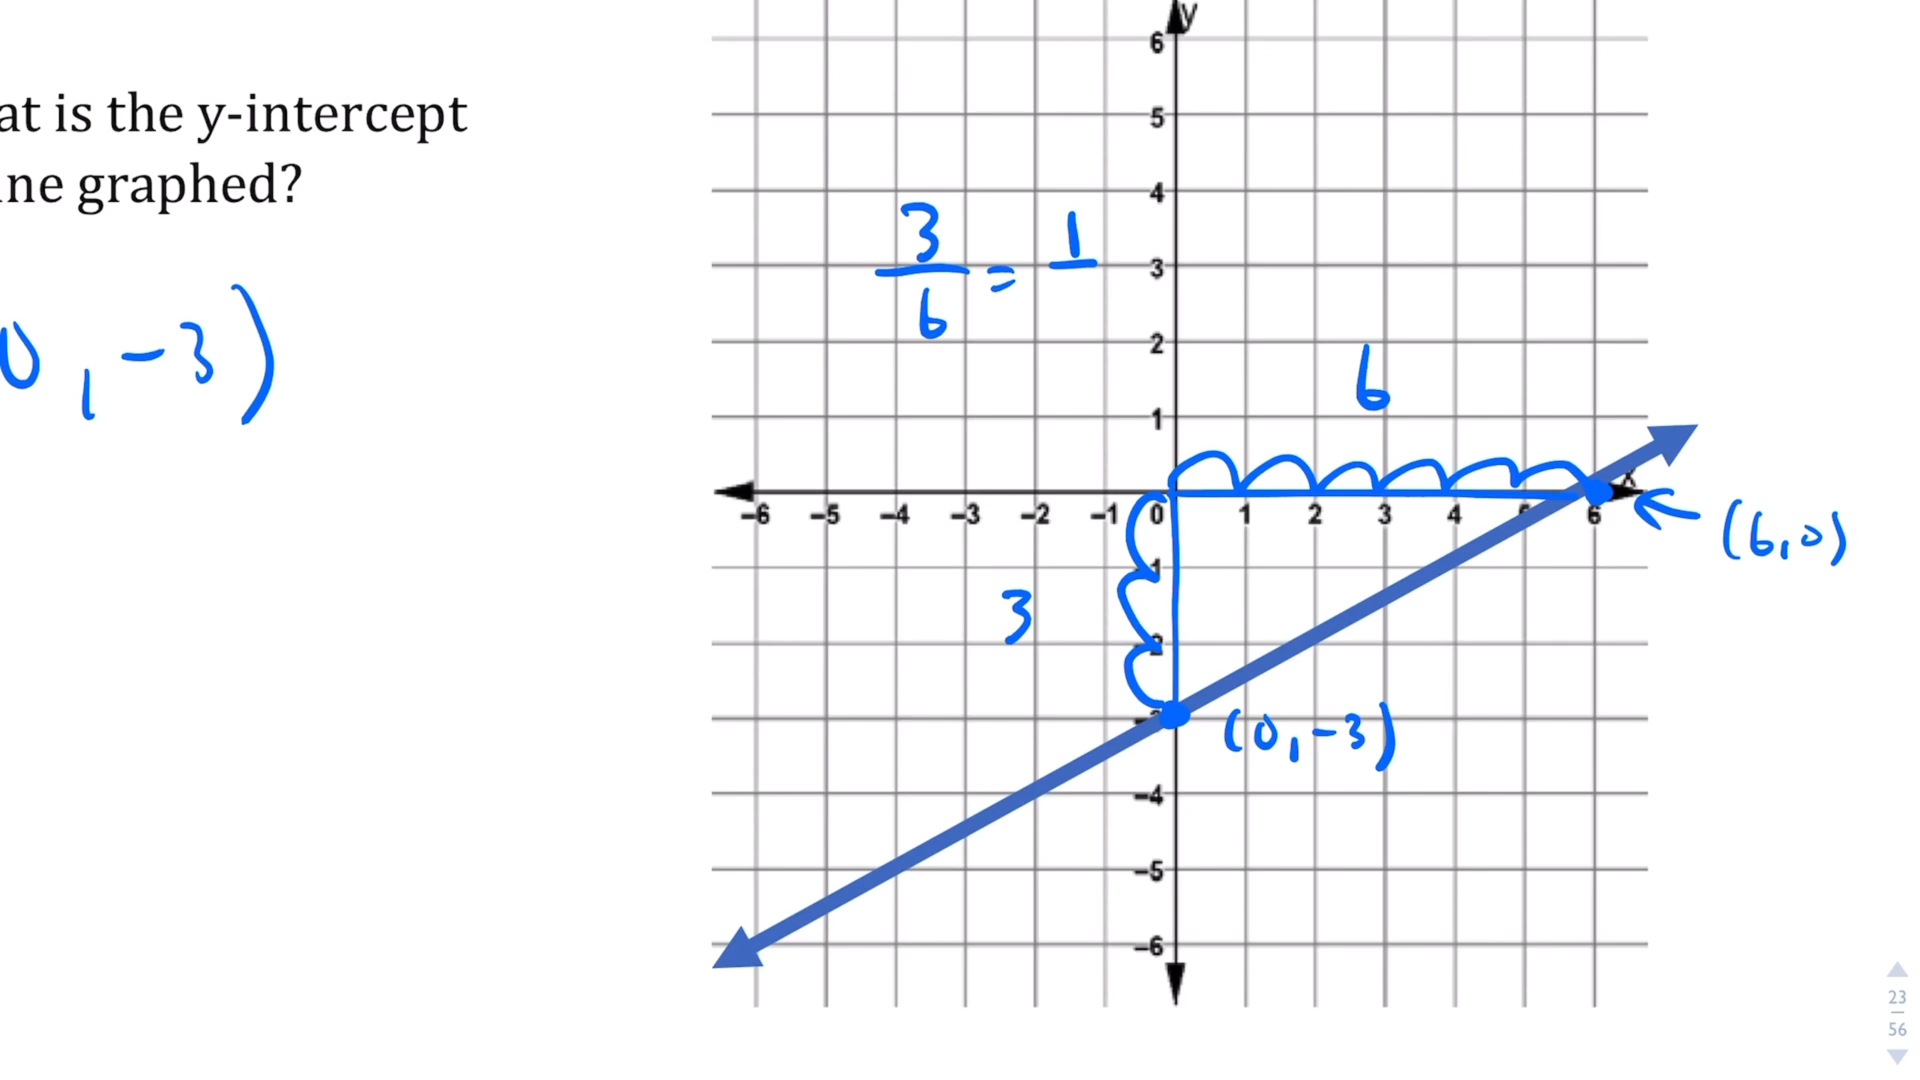 at is the y-intercept
ine graphed?
0, -3)
y
6
5
4
3
2
1
3/6 = 1
6
x
-6 -5 -4 -3 -2 -1 0 1 2 3 4 6
(6,0)
3
(0,-3)
-4
-5
-6
23
56